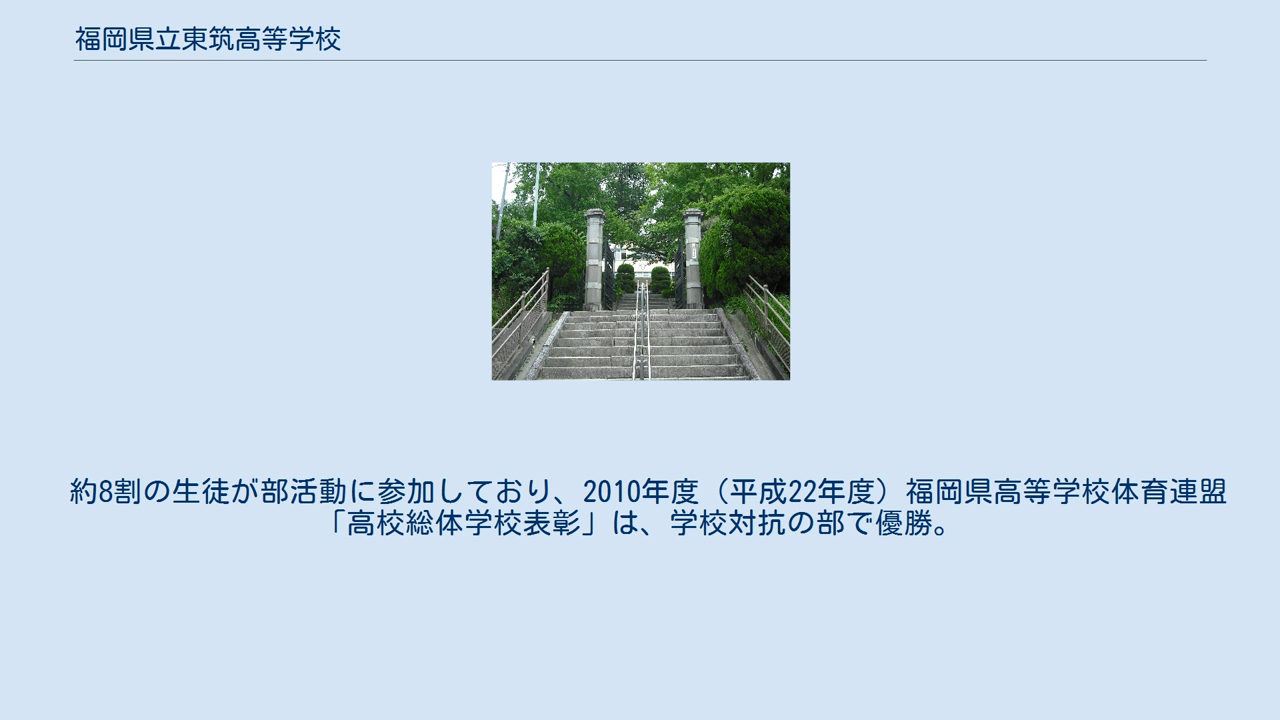 福岡県立東筑高等学校
約8割の生徒が部活動に参加しており、2010年度（平成22年度）福岡県高等学校体育連盟
「高校総体学校表彰」は、学校対抗の部で優勝。